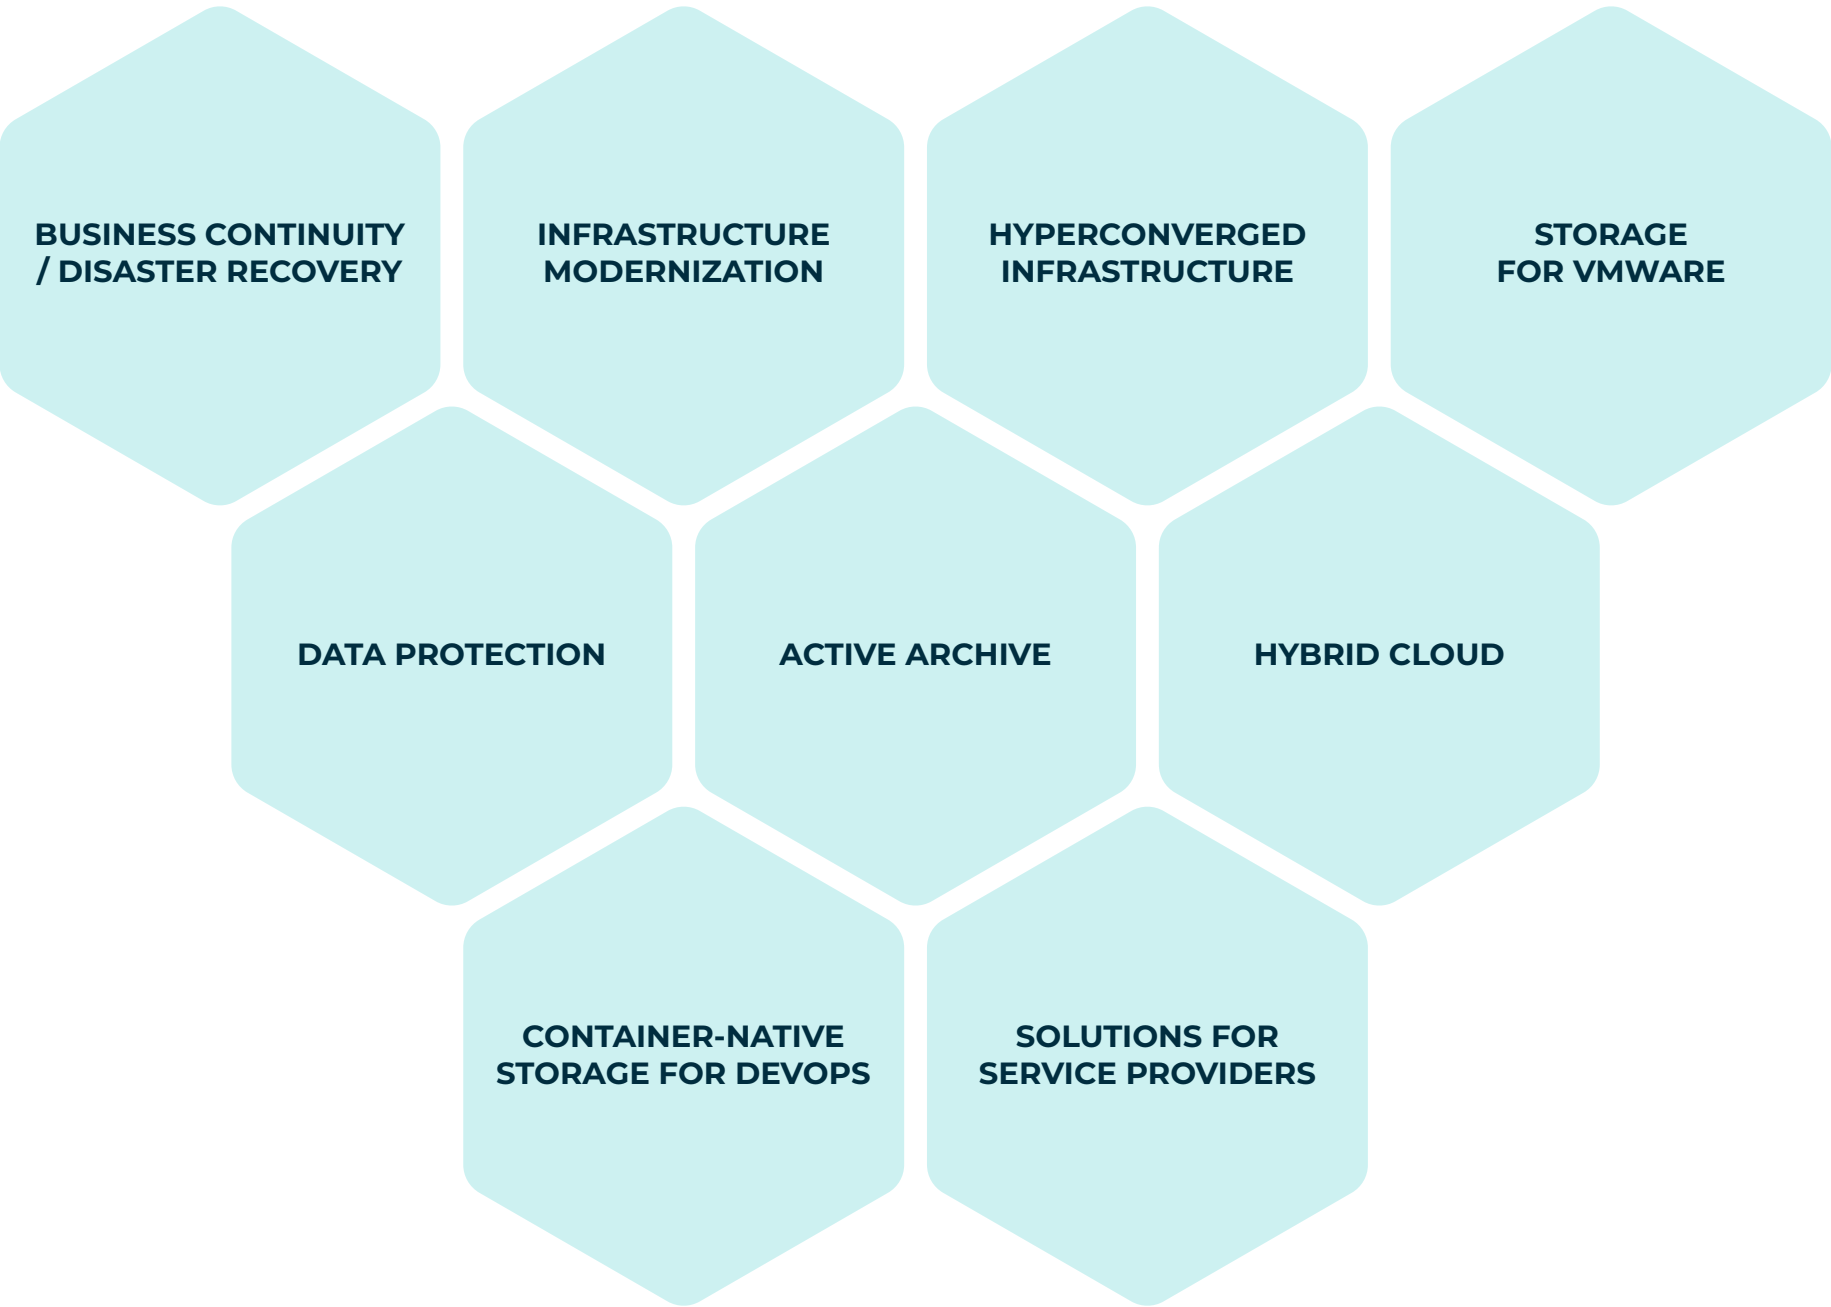 BUSINESS CONTINUITY
/ DISASTER RECOVERY
INFRASTRUCTURE
MODERNIZATION
HYPERCONVERGED
INFRASTRUCTURE
STORAGE
FOR VMWARE
DATA PROTECTION
ACTIVE ARCHIVE
HYBRID CLOUD
CONTAINER-NATIVE
STORAGE FOR DEVOPS
SOLUTIONS FOR
SERVICE PROVIDERS